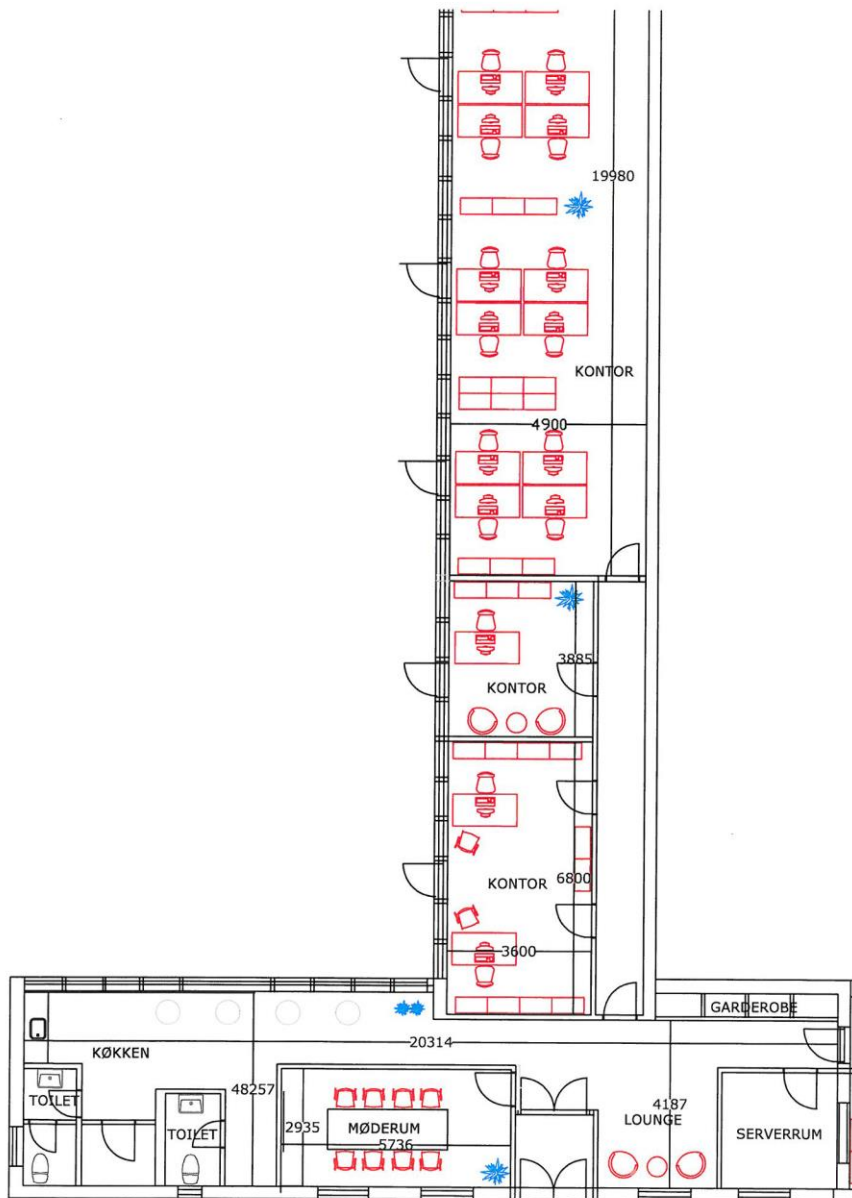 19980
KONTOR
4900
3885
KONTOR
KONTOR
6800
3600
GARDEROBE
20314
KØKKEN
TOILET
48257
TOILET
2935
MØDERUM
5736
4187
LOUNGE
SERVERRUM